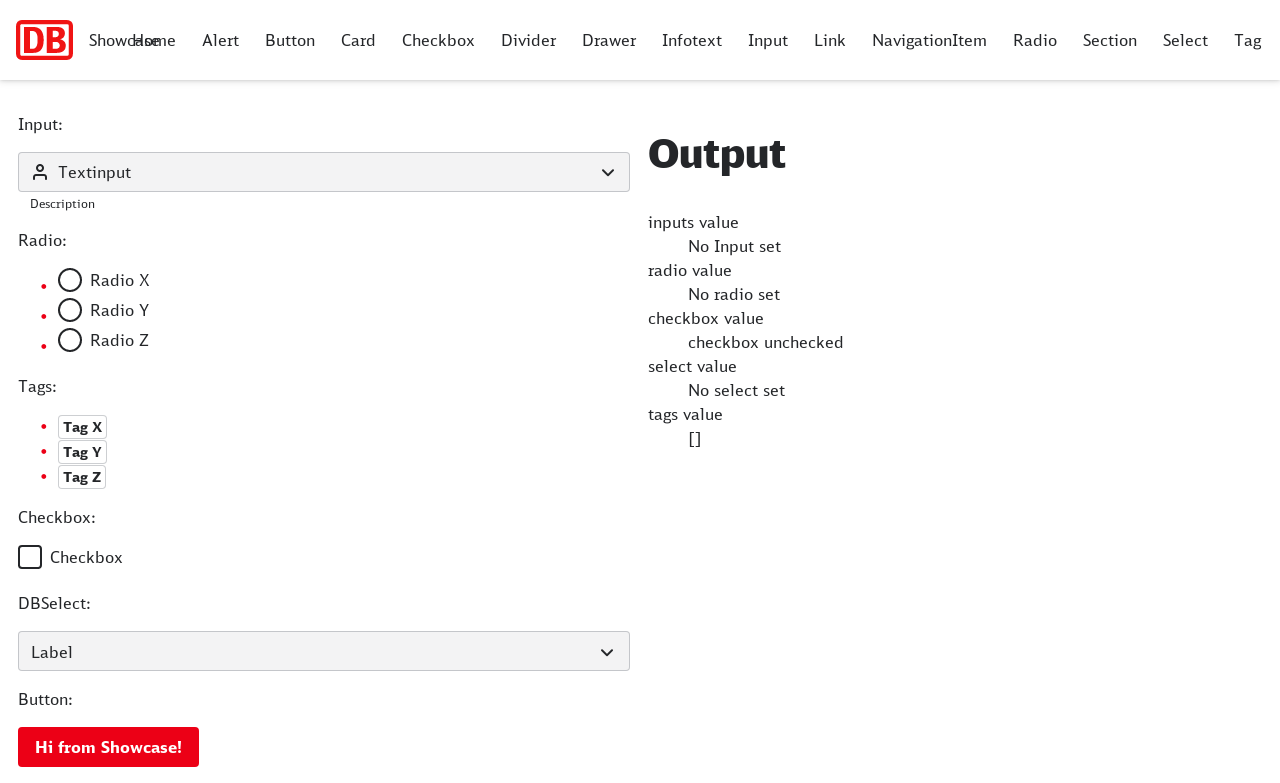 DB Showcase Home Alert Button Card Checkbox Divider Drawer Infotext Input Link NavigationItem Radio Section Select Tag
Input:
Textinput
Description
Radio:
Radio X
Radio Y
Radio Z
Tags:
Tag X
Tag Y
Tag Z
Checkbox:
Checkbox
DBSelect:
Label
Button:
Hi from Showcase!
Output
inputs value
No Input set
radio value
No radio set
checkbox value
checkbox unchecked
select value
No select set
tags value
[]